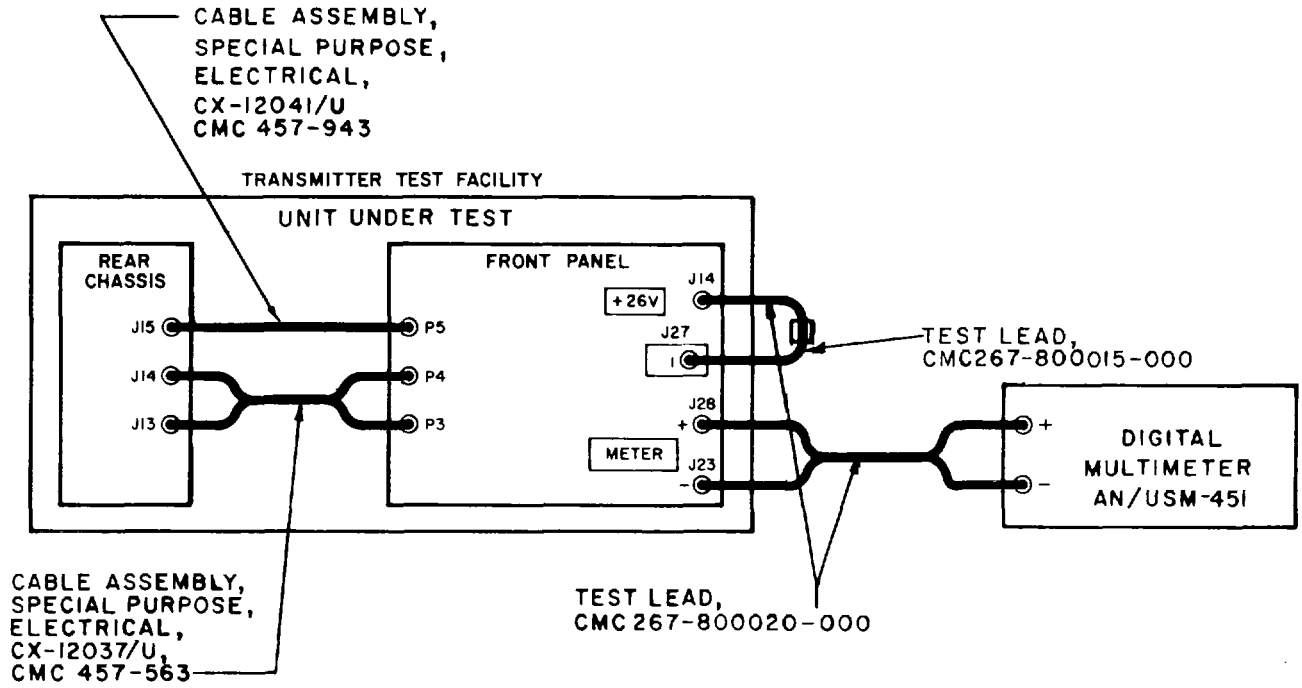 CABLE ASSEMBLY,
SPECIAL PURPOSE,
ELECTRICAL,
CX-12041/U
CMC 457-943
TRANSMITTER TEST FACILITY
UNIT UNDER TEST
REAR
CHASSIS
J15
J14
J13
FRONT PANEL
P5
P4
P3
J14
+26V
J27
1
J28
+
METER
J23
-
TEST LEAD,
CMC267-800015-000
+
-
DIGITAL
MULTIMETER
AN/USM-451
CABLE ASSEMBLY,
SPECIAL PURPOSE,
ELECTRICAL,
CX-12037/U,
CMC 457-563
TEST LEAD,
CMC 267-800020-000